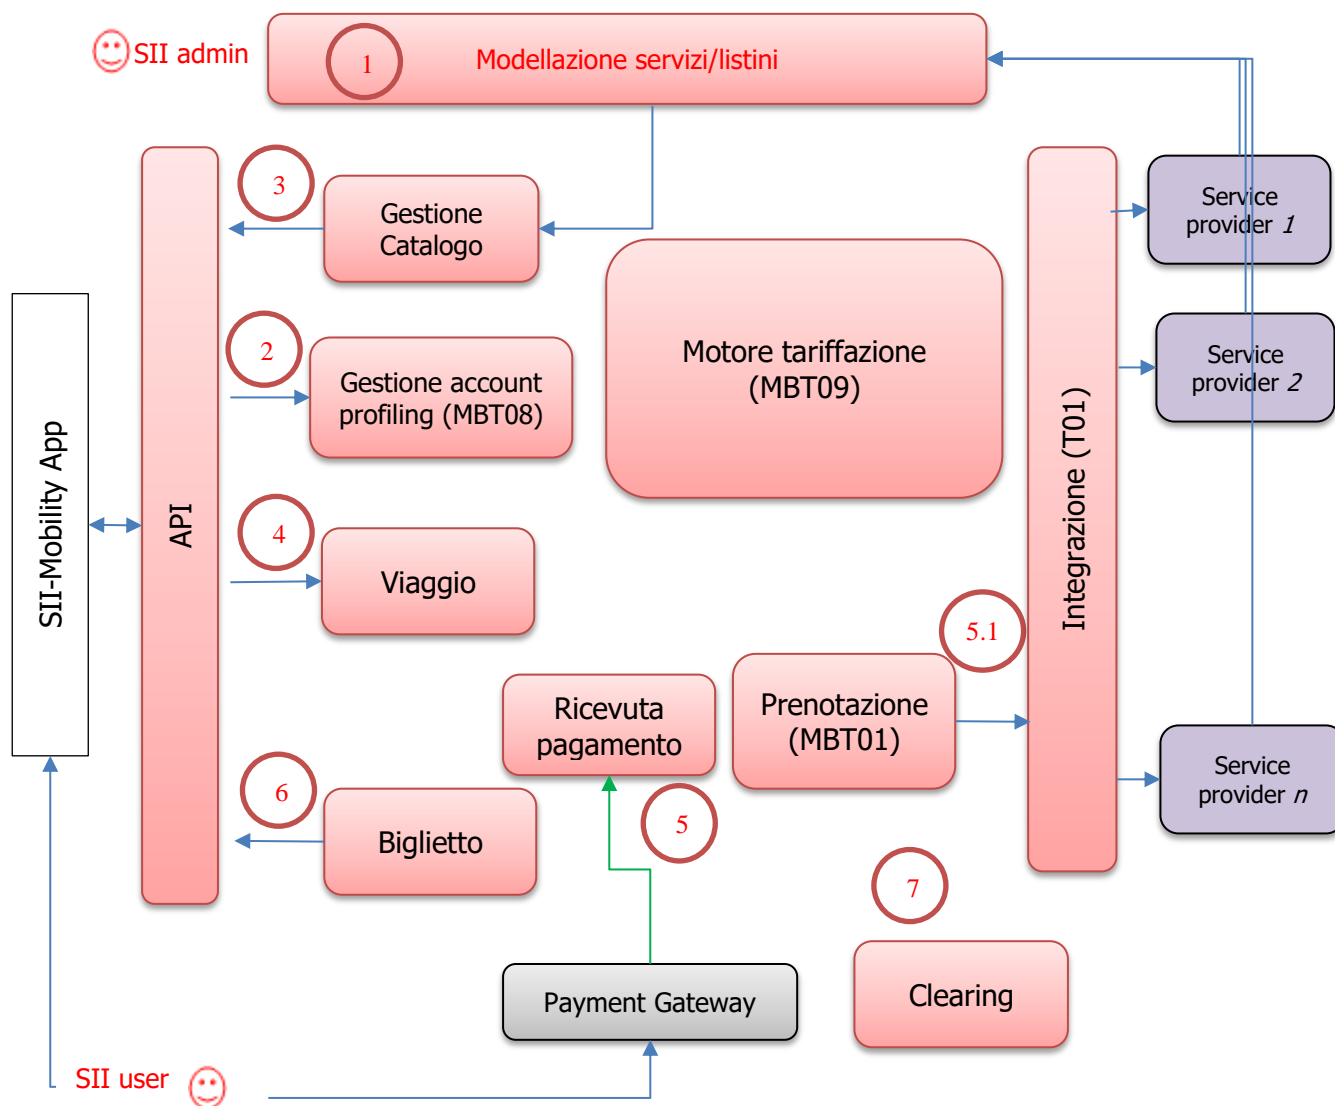 SII admin
1
Modellazione servizi/listini
3
Gestione
Catalogo
Service
provider 1
2
Gestione account
profiling (MBT08)
Motore tariffazione
(MBT09)
Service
provider 2
SII-Mobility App
API
4
Viaggio
Integrazione (T01)
5.1
Ricevuta
pagamento
Prenotazione
(MBT01)
Service
provider n
6
5
Biglietto
7
Payment Gateway
Clearing
SII user